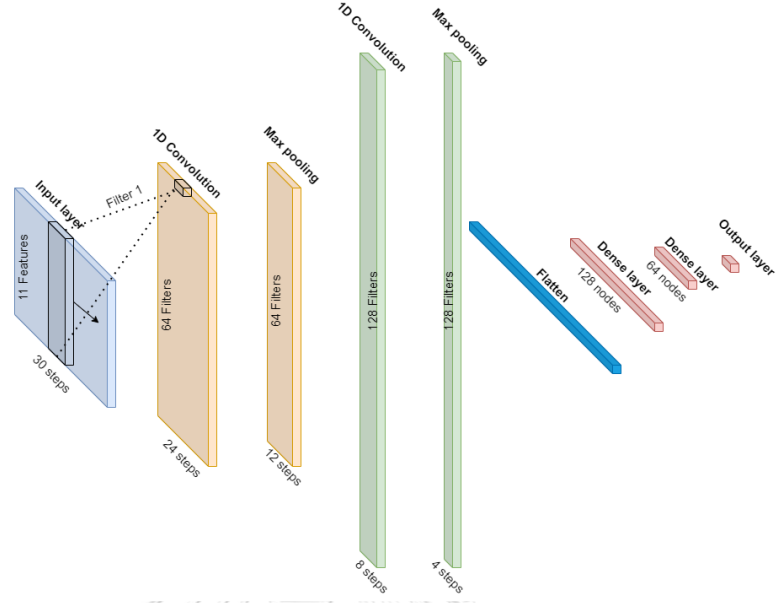 Input layer
11 Features
30 steps
Filter 1
1D Convolution
64 Filters
24 steps
Max pooling
64 Filters
12 steps
1D Convolution
128 Filters
8 steps
Max pooling
128 Filters
4 steps
Flatten
Dense layer
128 nodes
Dense layer
64 nodes
Output layer